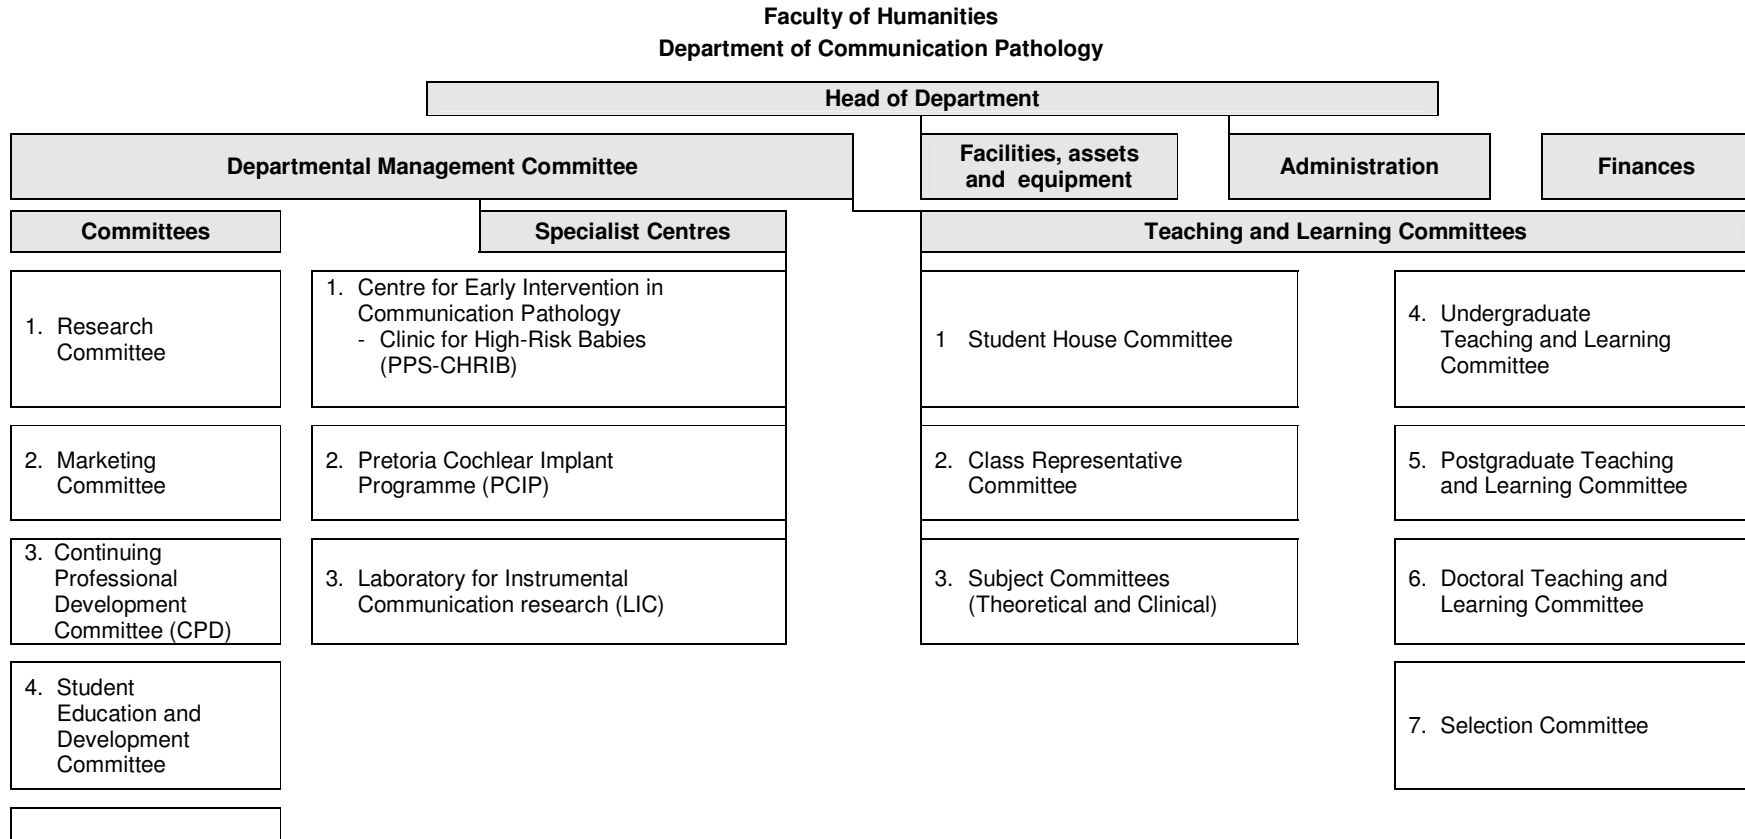 Faculty of Humanities
Department of Communication Pathology
Head of Department
Departmental Management Committee
Facilities, assets
and equipment
Administration
Finances
Committees
Specialist Centres
Teaching and Learning Committees
1. Research
Committee
2. Marketing
Committee
3. Continuing
Professional
Development
Committee (CPD)
4. Student
Education and
Development
Committee
1. Centre for Early Intervention in
Communication Pathology
- Clinic for High-Risk Babies
(PPS-CHRIB)
2. Pretoria Cochlear Implant
Programme (PCIP)
3. Laboratory for Instrumental
Communication research (LIC)
1 Student House Committee
2. Class Representative
Committee
3. Subject Committees
(Theoretical and Clinical)
4. Undergraduate
Teaching and Learning
Committee
5. Postgraduate Teaching
and Learning Committee
6. Doctoral Teaching and
Learning Committee
7. Selection Committee